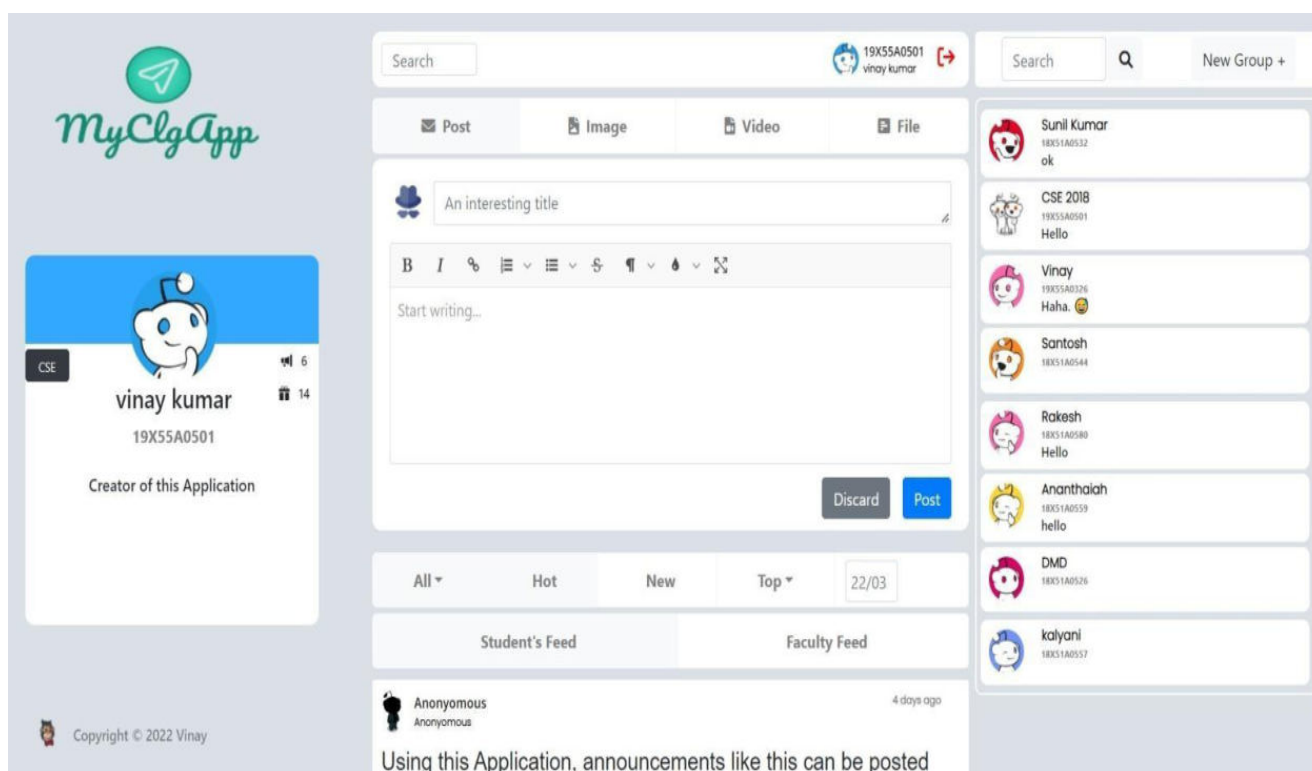 MyClgApp
CSE
6
14
vinay kumar
19X55A0501
Creator of this Application
Copyright © 2022 Vinay
Search
19X55A0501
vinay kumar
Post Image Video File
An interesting title
B I S ¶
Start writing...
Discard Post
All Hot New Top 22/03
Student's Feed Faculty Feed
Anonyomous
Anonyomous
4 days ago
Using this Application, announcements like this can be posted
Search New Group +
Sunil Kumar
18X51A0532
ok
CSE 2018
19X55A0501
Hello
Vinay
19X55A0326
Haha. 😅
Santosh
18X51A0544
Rakesh
18X51A0580
Hello
Ananthaiah
18X51A0559
hello
DMD
18X51A0526
kalyani
18X51A0557